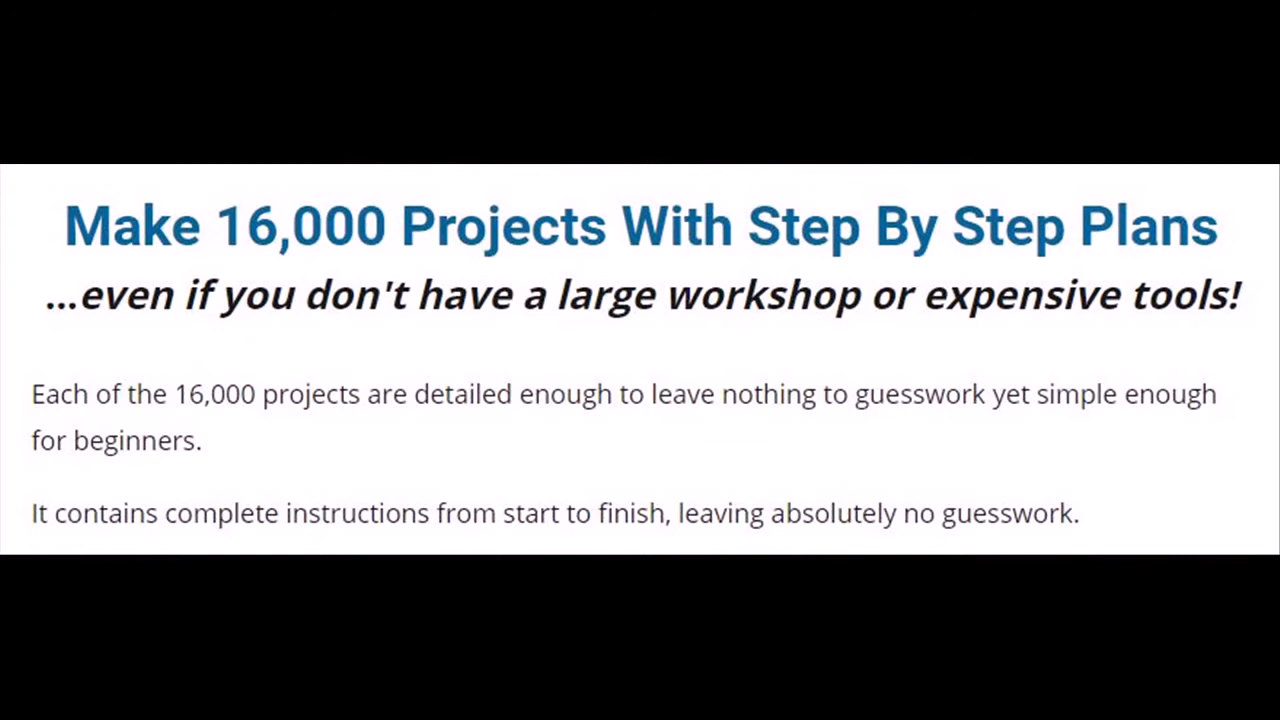 Make 16,000 Projects With Step By Step Plans
...even if you don't have a large workshop or expensive tools!
Each of the 16,000 projects are detailed enough to leave nothing to guesswork yet simple enough
for beginners.
It contains complete instructions from start to finish, leaving absolutely no guesswork.